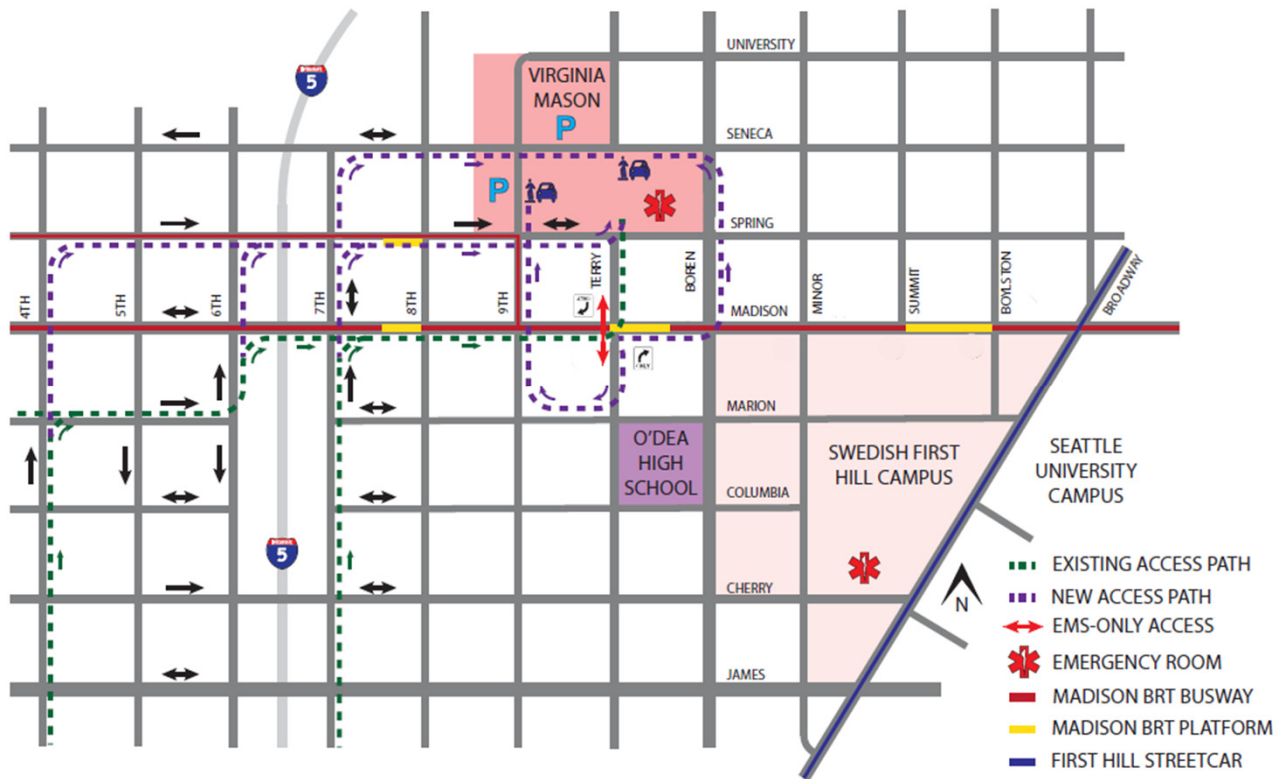 UNIVERSITY
VIRGINIA
MASON
P
5
SENECA
P
SPRING
4TH
5TH
6TH
7TH
8TH
9TH
TERRY
BOREN
MADISON
MINOR
SUMMIT
BOYLSTON
BROADWAY
ONLY
ONLY
MARION
O'DEA
HIGH
SCHOOL
SWEDISH FIRST
HILL CAMPUS
SEATTLE
UNIVERSITY
CAMPUS
COLUMBIA
5
CHERRY
JAMES
N
EXISTING ACCESS PATH
NEW ACCESS PATH
EMS-ONLY ACCESS
EMERGENCY ROOM
MADISON BRT BUSWAY
MADISON BRT PLATFORM
FIRST HILL STREETCAR